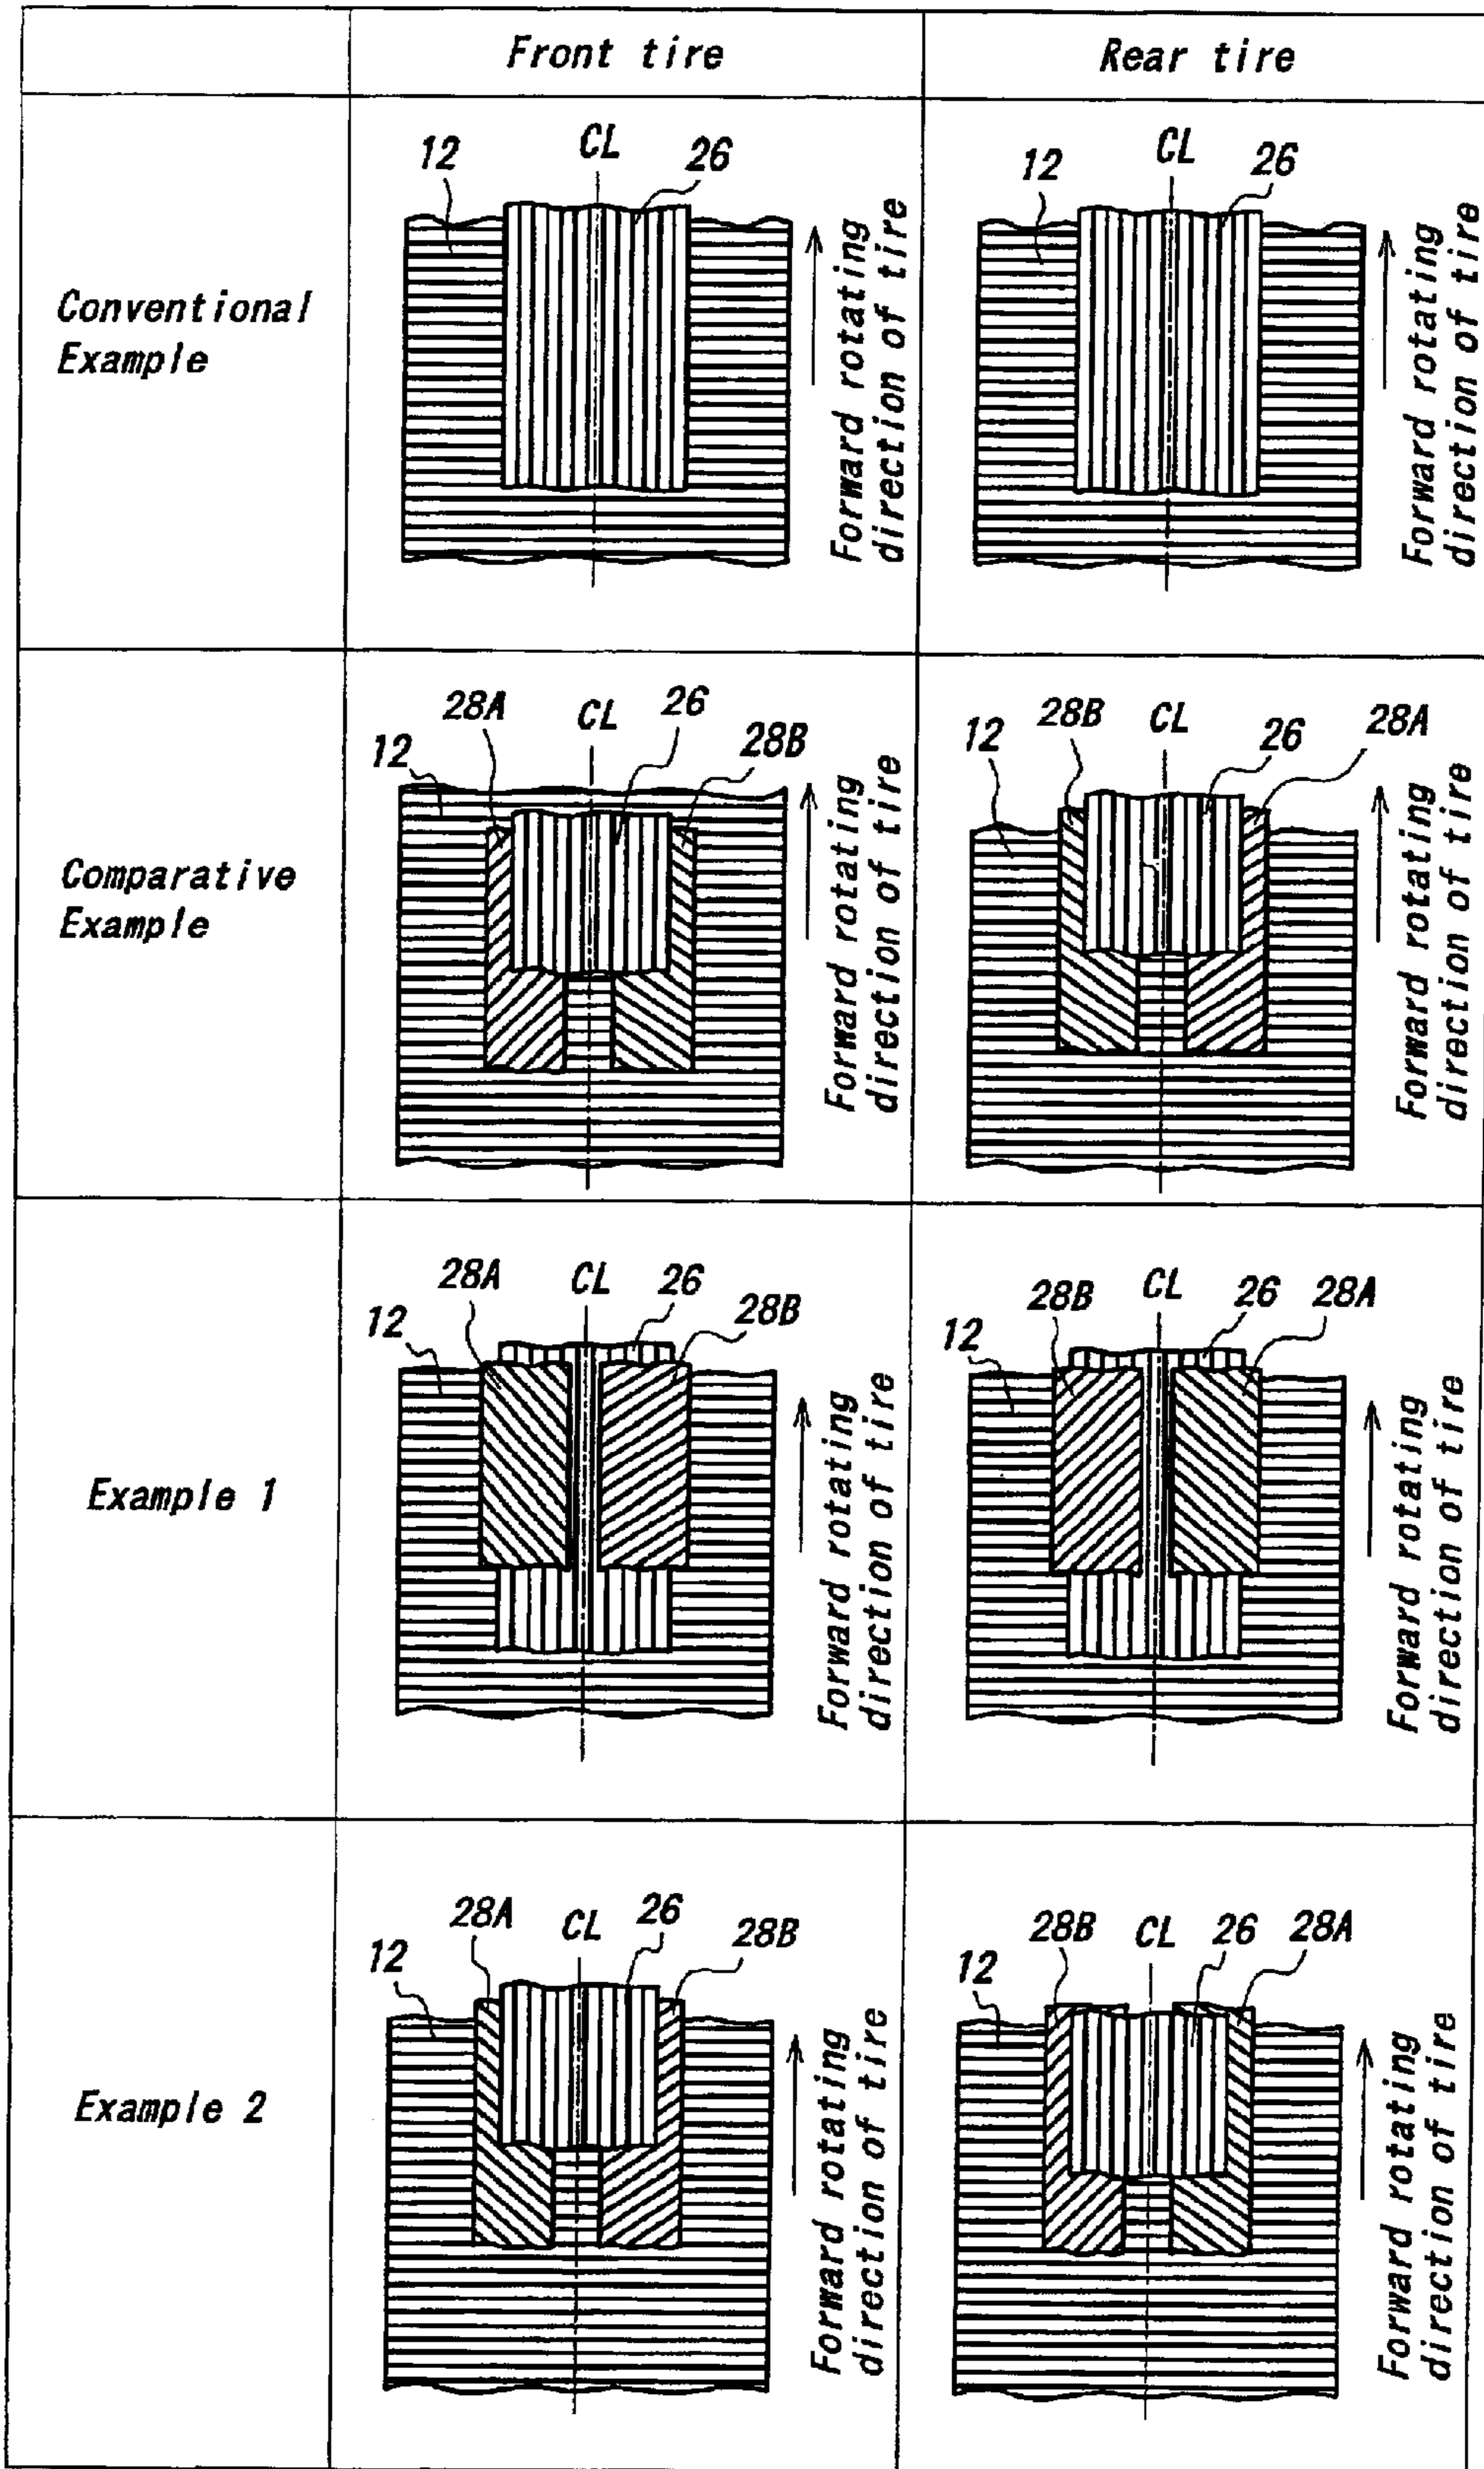 Front tire
Rear tire
Conventional
Example
12
CL
26
Forward rotating
direction of tire
12
CL
26
Forward rotating
direction of tire
Comparative
Example
12
28A
CL
26
28B
Forward rotating
direction of tire
12
28B
CL
26
28A
Forward rotating
direction of tire
Example 1
12
28A
CL
26
28B
Forward rotating
direction of tire
12
28B
CL
26
28A
Forward rotating
direction of tire
Example 2
12
28A
CL
26
28B
Forward rotating
direction of tire
12
28B
CL
26
28A
Forward rotating
direction of tire